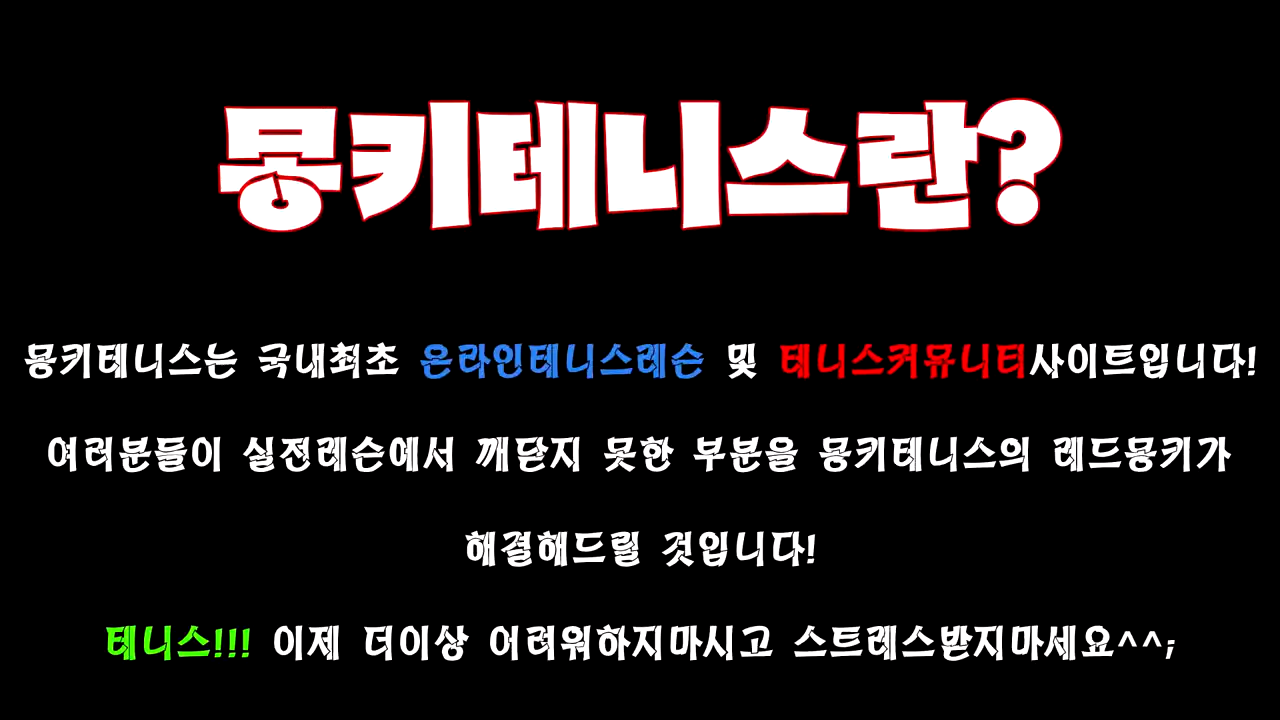 몽키테니스란?
몽키테니스는 국내최초 온라인테니스레슨 및 테니스커뮤니티사이트입니다!
여러분들이 실전레슨에서 깨닫지 못한 부분을 몽키테니스의 레드몽키가
해결해드릴 것입니다!
테니스!!! 이제 더이상 어려워하지마시고 스트레스받지마세요^^;